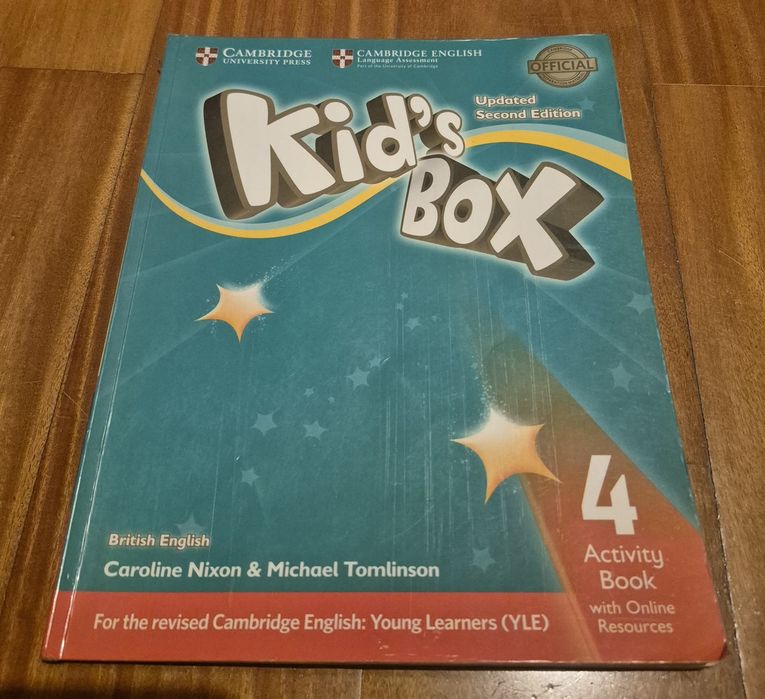 CAMBRIDGE
UNIVERSITY PRESS
CAMBRIDGE ENGLISH
Language Assessment
Part of the University of Cambridge
OFFICIAL
Updated
Second Edition
Kid's
BOX
British English
Caroline Nixon & Michael Tomlinson
4
Activity
Book
with Online
Resources
For the revised Cambridge English: Young Learners (YLE)